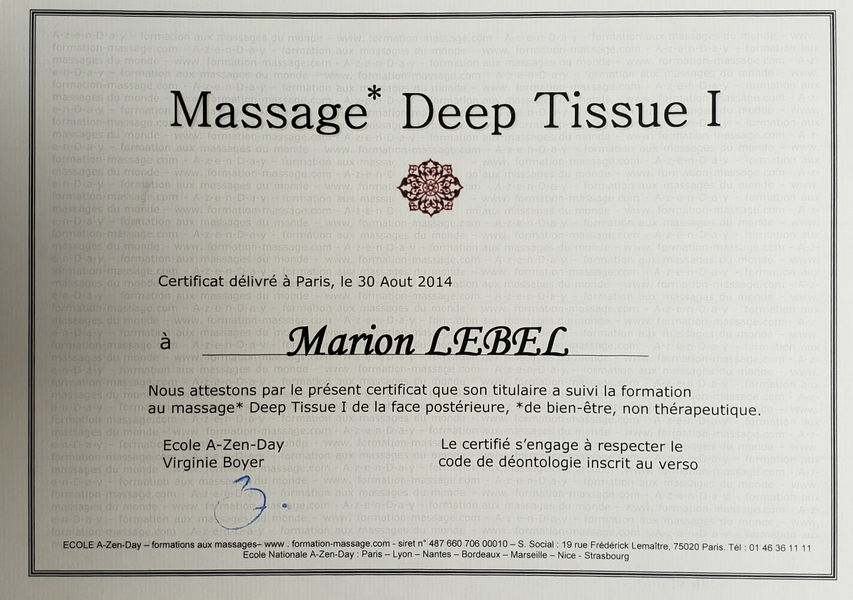 Massage* Deep Tissue I
Certificat délivré à Paris, le 30 Aout 2014
à Marion LEBEL
Nous attestons par le présent certificat que son titulaire a suivi la formation
au massage* Deep Tissue I de la face postérieure, *de bien-être, non thérapeutique.
Ecole A-Zen-Day
Virginie Boyer
Le certifié s'engage à respecter le
code de déontologie inscrit au verso
ECOLE A-Zen-Day – formations aux massages– www . formation-massage.com - siret n° 487 660 706 00010 – S. Social : 19 rue Frédérick Lemaître, 75020 Paris. Tél : 01 46 36 11 11
Ecole Nationale A-Zen-Day : Paris – Lyon – Nantes – Bordeaux – Marseille – Nice - Strasbourg